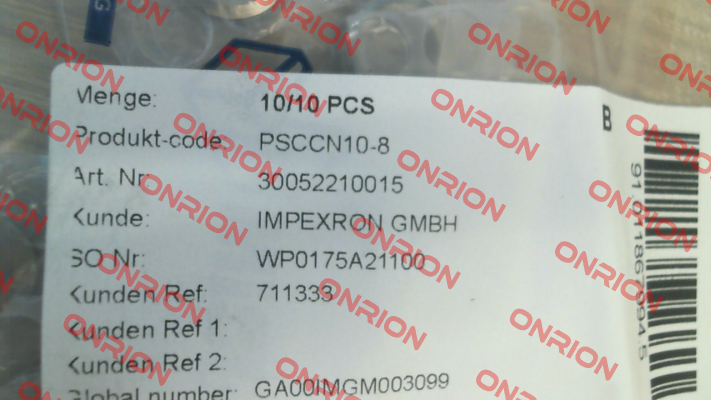 Menge: 10/10 PCS
Produkt-code: PSCCN10-8
Art. Nr: 30052210015
Kunde: IMPEXRON GMBH
SO Nr: WP0175A21100
Kunden Ref: 711333
Kunden Ref 1:
Kunden Ref 2:
Global number: GA00IMGM003099
B
ONRION